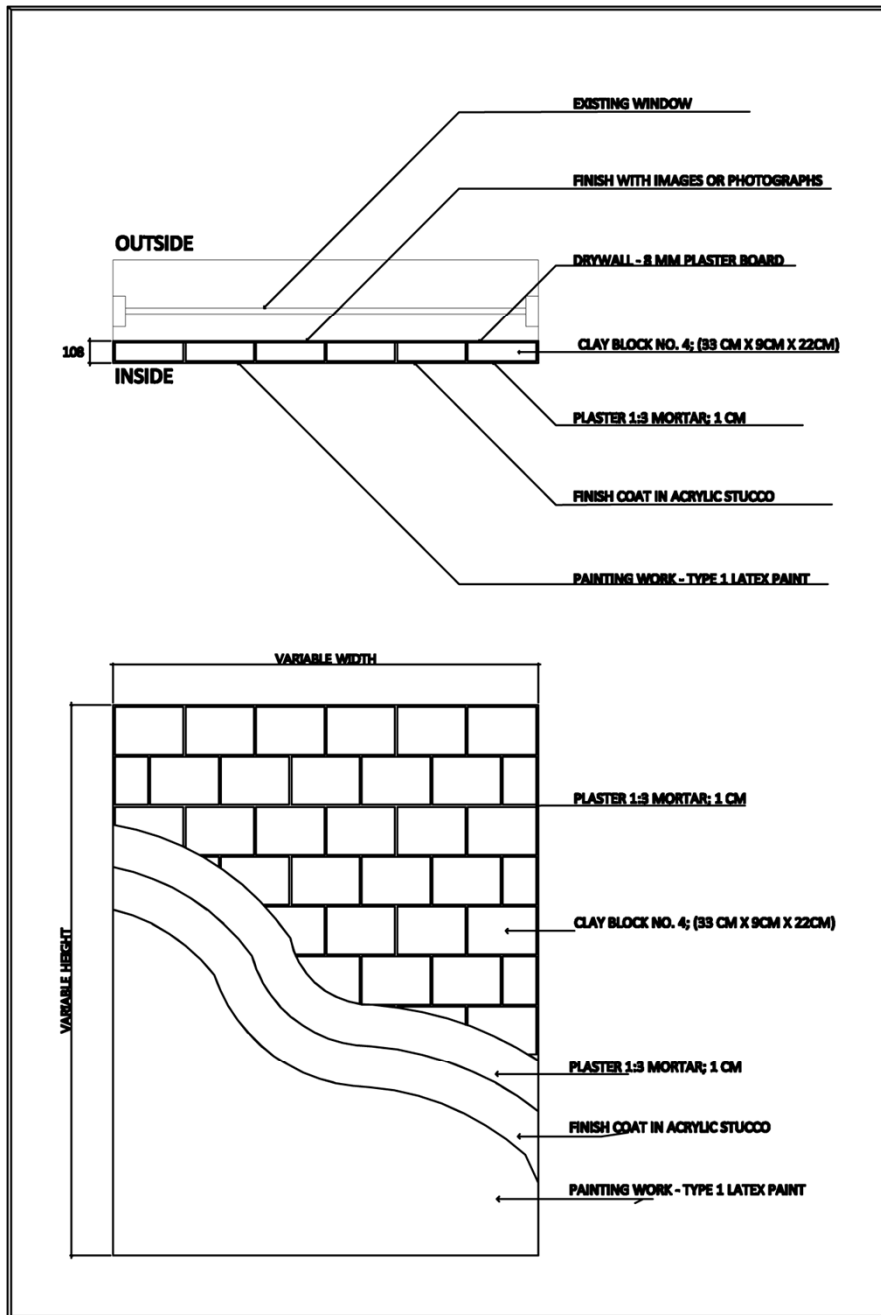 EXISTING WINDOW
FINISH WITH IMAGES OR PHOTOGRAPHS
OUTSIDE
DRYWALL - 8 MM PLASTER BOARD
108
CLAY BLOCK NO. 4; (33 CM X 9CM X 22CM)
INSIDE
PLASTER 1:3 MORTAR; 1 CM
FINISH COAT IN ACRYLIC STUCCO
PAINTING WORK - TYPE 1 LATEX PAINT
VARIABLE WIDTH
PLASTER 1:3 MORTAR; 1 CM
CLAY BLOCK NO. 4; (33 CM X 9CM X 22CM)
VARIABLE HEIGHT
PLASTER 1:3 MORTAR; 1 CM
FINISH COAT IN ACRYLIC STUCCO
PAINTING WORK - TYPE 1 LATEX PAINT